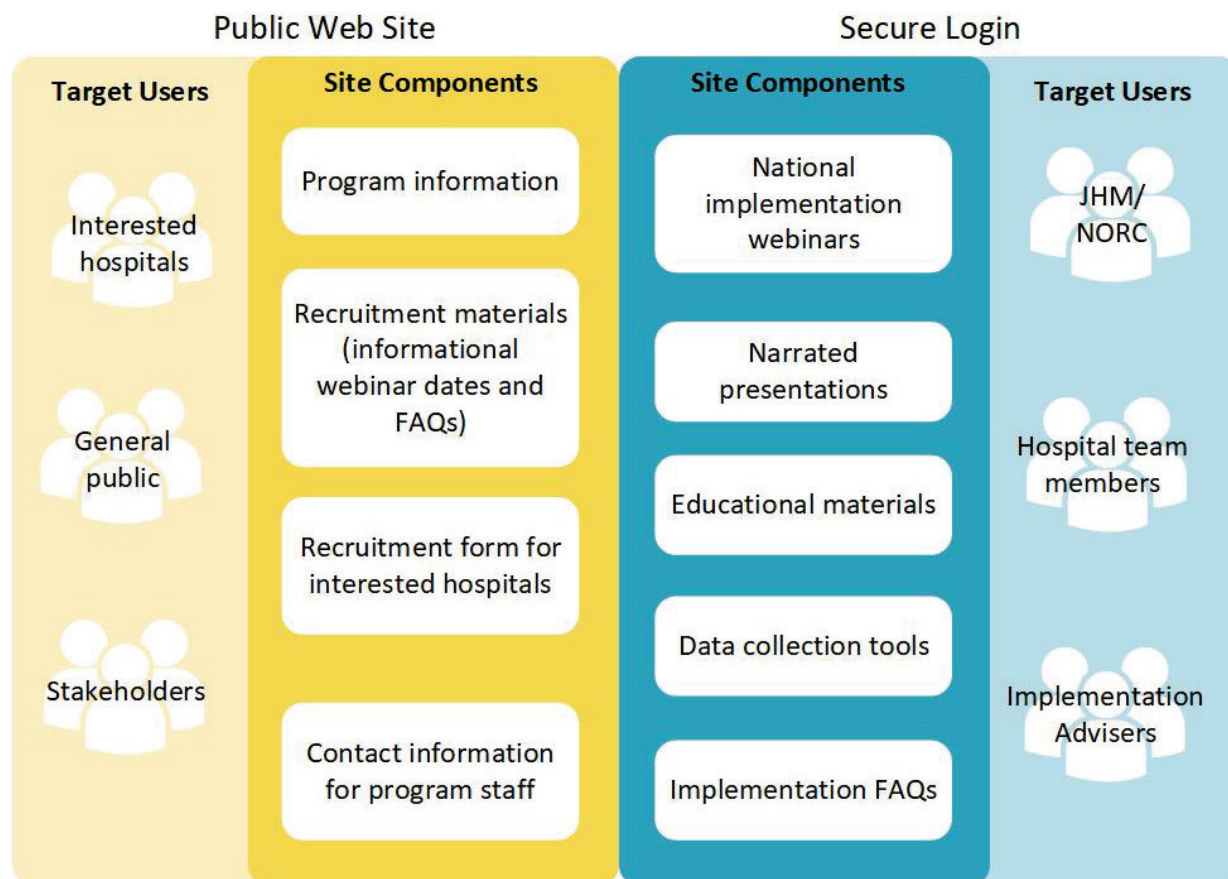 Public Web Site
Secure Login
Target Users
Interested
hospitals
General
public
Stakeholders
Site Components
Program information
Recruitment materials
(informational
webinar dates and
FAQs)
Recruitment form for
interested hospitals
Contact information
for program staff
Site Components
National
implementation
webinars
Narrated
presentations
Educational materials
Data collection tools
Implementation FAQs
Target Users
JHM/
NORC
Hospital team
members
Implementation
Advisers